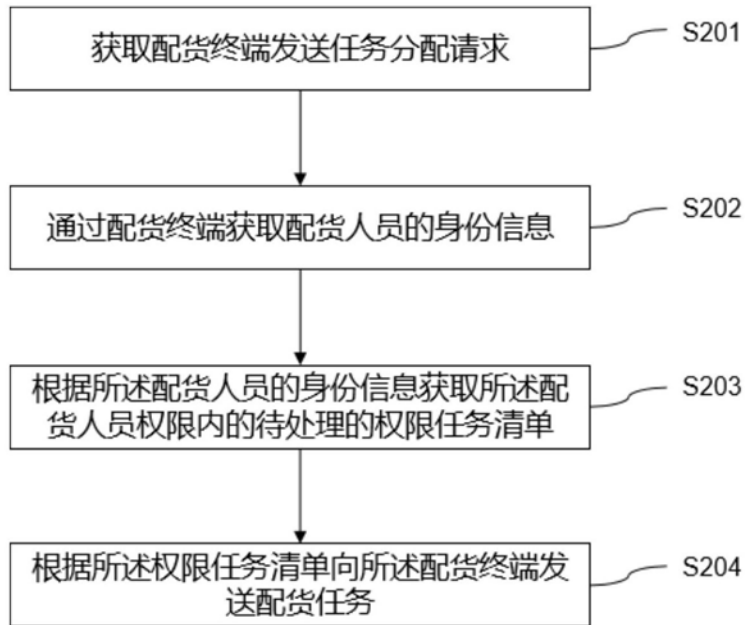 获取配货终端发送任务分配请求
S201
通过配货终端获取配货人员的身份信息
S202
根据所述配货人员的身份信息获取所述配
货人员权限内的待处理的权限任务清单
S203
根据所述权限任务清单向所述配货终端发
送配货任务
S204